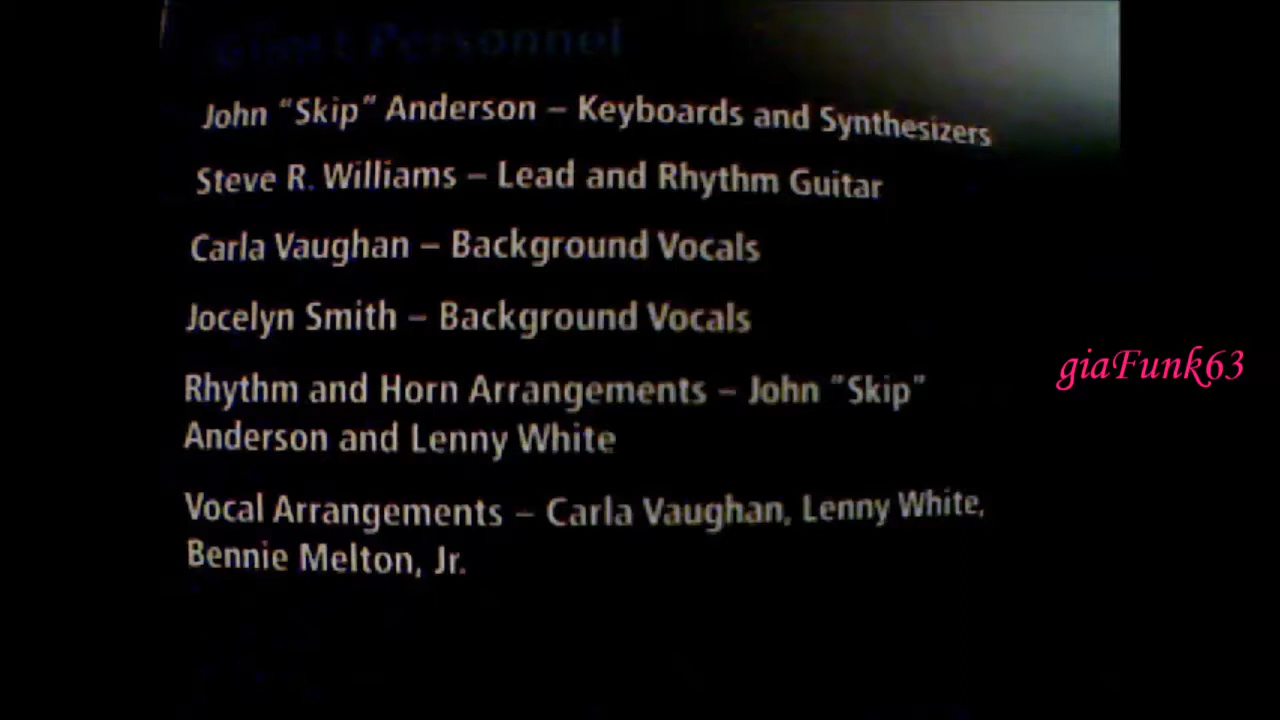 Guest Personnel
John “Skip” Anderson – Keyboards and Synthesizers
Steve R. Williams – Lead and Rhythm Guitar
Carla Vaughan – Background Vocals
Jocelyn Smith – Background Vocals
Rhythm and Horn Arrangements – John “Skip”
Anderson and Lenny White
Vocal Arrangements – Carla Vaughan, Lenny White,
Bennie Melton, Jr.
giaFunk63